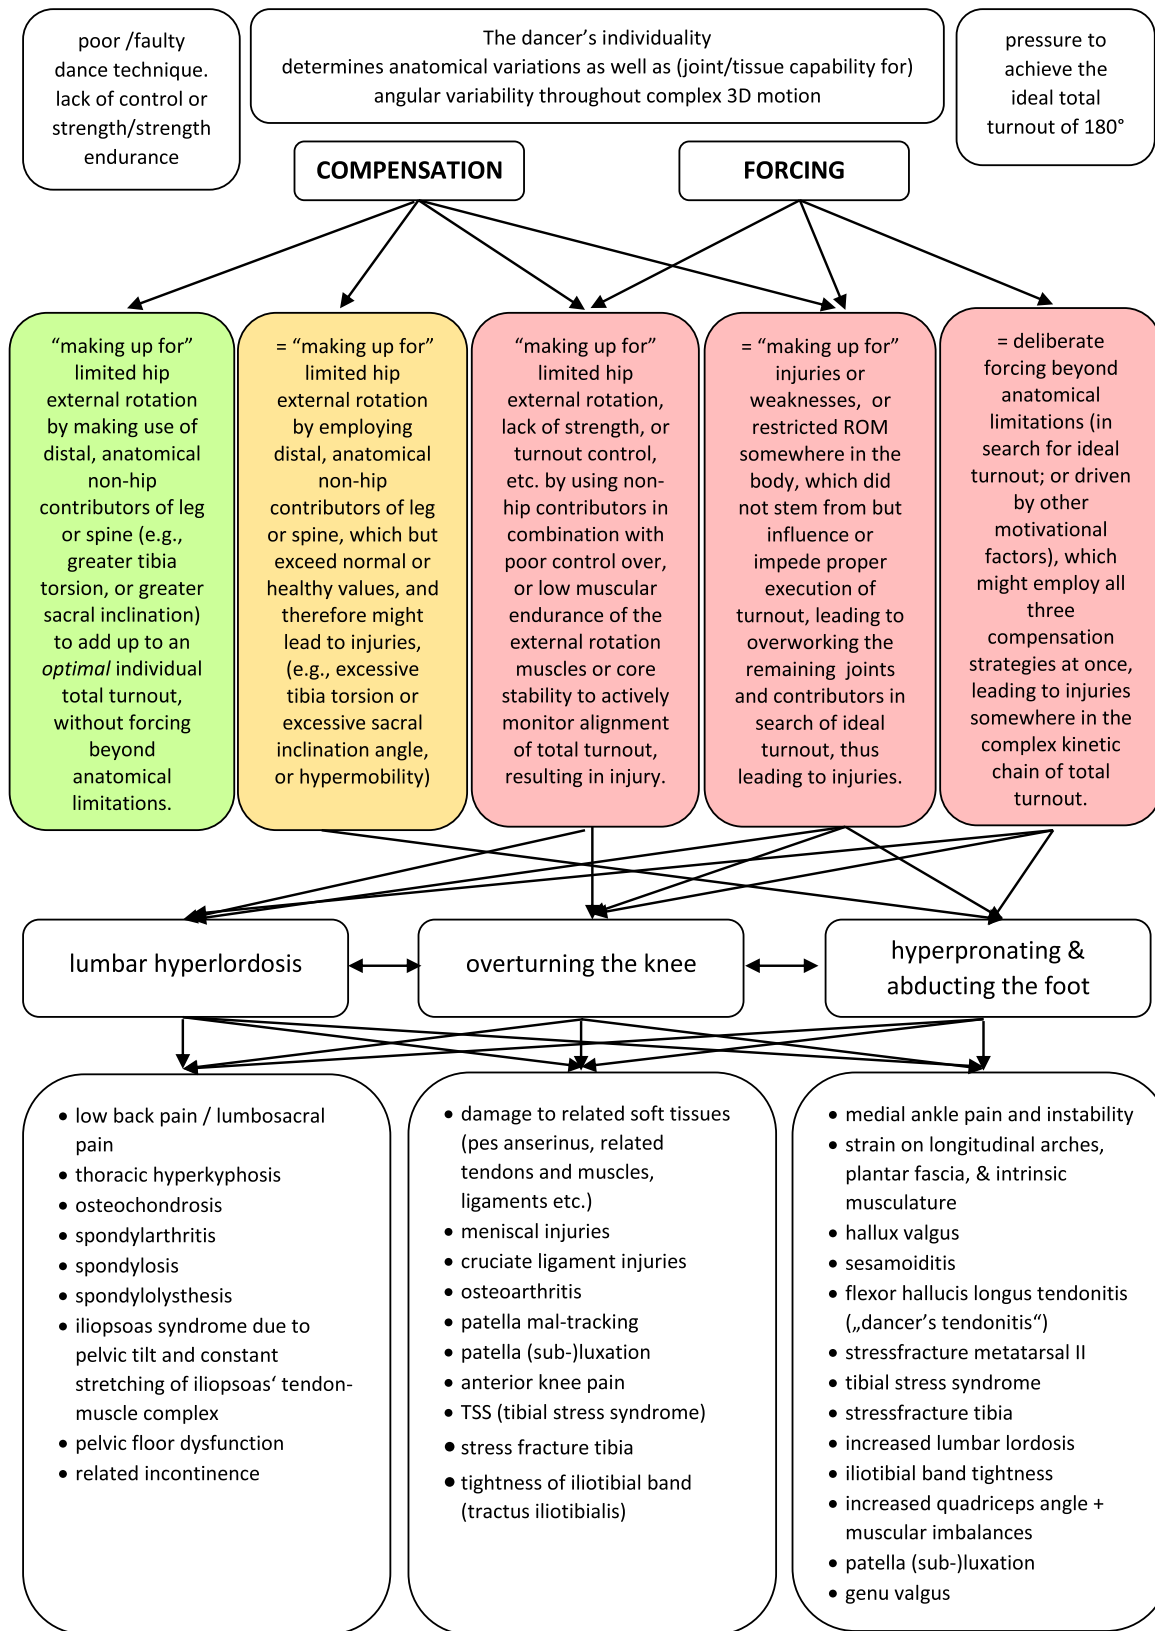 poor /faulty
dance technique.
lack of control or
strength/strength
endurance
The dancer’s individuality
determines anatomical variations as well as (joint/tissue capability for)
angular variability throughout complex 3D motion
pressure to
achieve the
ideal total
turnout of 180°
COMPENSATION
FORCING
“making up for”
limited hip
external rotation
by making use of
distal, anatomical
non-hip
contributors of leg
or spine (e.g.,
greater tibia
torsion, or greater
sacral inclination)
to add up to an
optimal individual
total turnout,
without forcing
beyond
anatomical
limitations.
= “making up for”
limited hip
external rotation
by employing
distal, anatomical
non-hip
contributors of leg
or spine, which but
exceed normal or
healthy values, and
therefore might
lead to injuries,
(e.g., excessive
tibia torsion or
excessive sacral
inclination angle,
or hypermobility)
“making up for”
limited hip
external rotation,
lack of strength, or
turnout control,
etc. by using non-
hip contributors in
combination with
poor control over,
or low muscular
endurance of the
external rotation
muscles or core
stability to actively
monitor alignment
of total turnout,
resulting in injury.
= “making up for”
injuries or
weaknesses, or
restricted ROM
somewhere in the
body, which did
not stem from but
influence or
impede proper
execution of
turnout, leading to
overworking the
remaining joints
and contributors in
search of ideal
turnout, thus
leading to injuries.
= deliberate
forcing beyond
anatomical
limitations (in
search for ideal
turnout; or driven
by other
motivational
factors), which
might employ all
three
compensation
strategies at once,
leading to injuries
somewhere in the
complex kinetic
chain of total
turnout.
lumbar hyperlordosis
overturning the knee
hyperpronating &
abducting the foot
• low back pain / lumbosacral
pain
• thoracic hyperkyphosis
• osteochondrosis
• spondylarthritis
• spondylosis
• spondylolysthesis
• iliopsoas syndrome due to
pelvic tilt and constant
stretching of iliopsoas‘ tendon-
muscle complex
• pelvic floor dysfunction
• related incontinence
• damage to related soft tissues
(pes anserinus, related
tendons and muscles,
ligaments etc.)
• meniscal injuries
• cruciate ligament injuries
• osteoarthritis
• patella mal-tracking
• patella (sub-)luxation
• anterior knee pain
• TSS (tibial stress syndrome)
• stress fracture tibia
• tightness of iliotibial band
(tractus iliotibialis)
• medial ankle pain and instability
• strain on longitudinal arches,
plantar fascia, & intrinsic
musculature
• hallux valgus
• sesamoiditis
• flexor hallucis longus tendonitis
(„dancer’s tendonitis“)
• stressfracture metatarsal II
• tibial stress syndrome
• stressfracture tibia
• increased lumbar lordosis
• iliotibial band tightness
• increased quadriceps angle +
muscular imbalances
• patella (sub-)luxation
• genu valgus